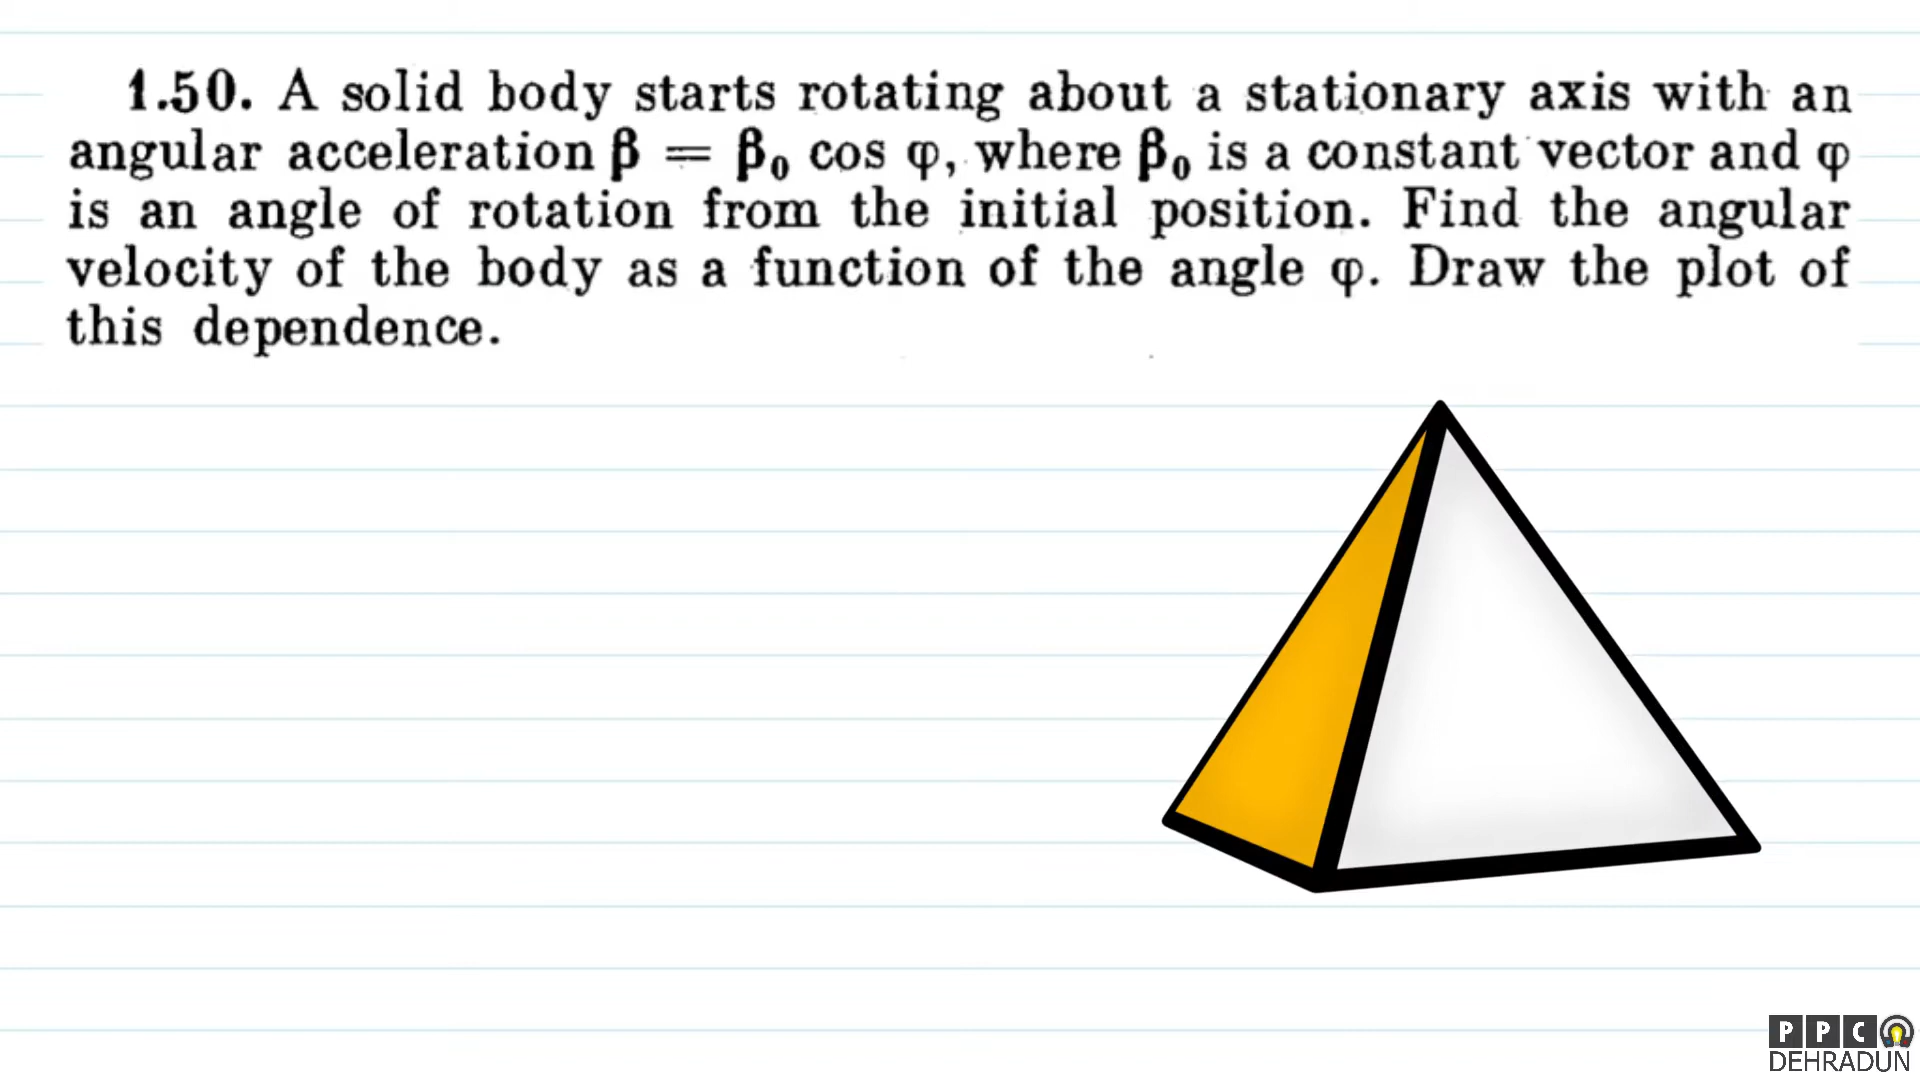 1.50. A solid body starts rotating about a stationary axis with an
angular acceleration β = β₀ cos φ, where β₀ is a constant vector and φ
is an angle of rotation from the initial position. Find the angular
velocity of the body as a function of the angle φ. Draw the plot of
this dependence.
PPC
DEHRADUN